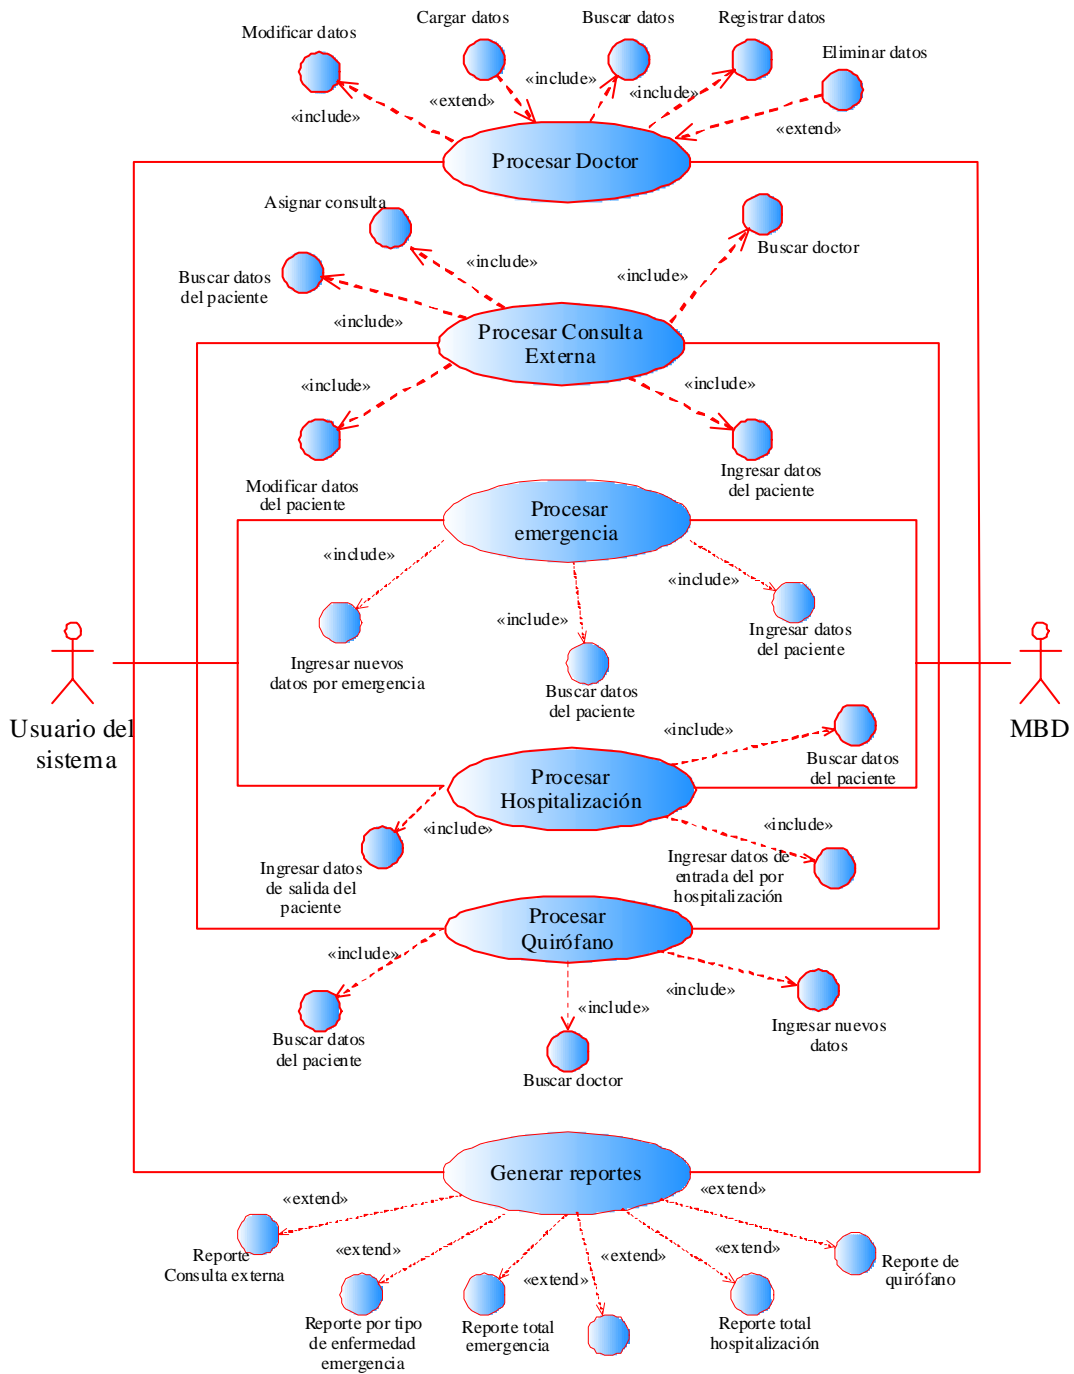 Cargar datos
Buscar datos
Registrar datos
Modificar datos
Eliminar datos
«include»
«extend»
«include»
«include»
«extend»
Procesar Doctor
Asignar consulta
Buscar doctor
«include»
«include»
Buscar datos
del paciente
«include»
Procesar Consulta
Externa
«include»
«include»
Modificar datos
del paciente
Ingresar datos
del paciente
Procesar
emergencia
«include»
«include»
«include»
Ingresar nuevos
datos por emergencia
Buscar datos
del paciente
Ingresar datos
del paciente
Usuario del
sistema
MBD
«include»
Buscar datos
del paciente
Procesar
Hospitalización
«include»
«include»
Ingresar datos
de salida del
paciente
Ingresar datos de
entrada del por
hospitalización
Procesar
Quirófano
«include»
«include»
«include»
Buscar datos
del paciente
Buscar doctor
Ingresar nuevos
datos
Generar reportes
«extend»
«extend»
«extend»
«extend»
«extend»
«extend»
Reporte
Consulta externa
Reporte por tipo
de enfermedad
emergencia
Reporte total
emergencia
Reporte total
hospitalización
Reporte de
quirófano